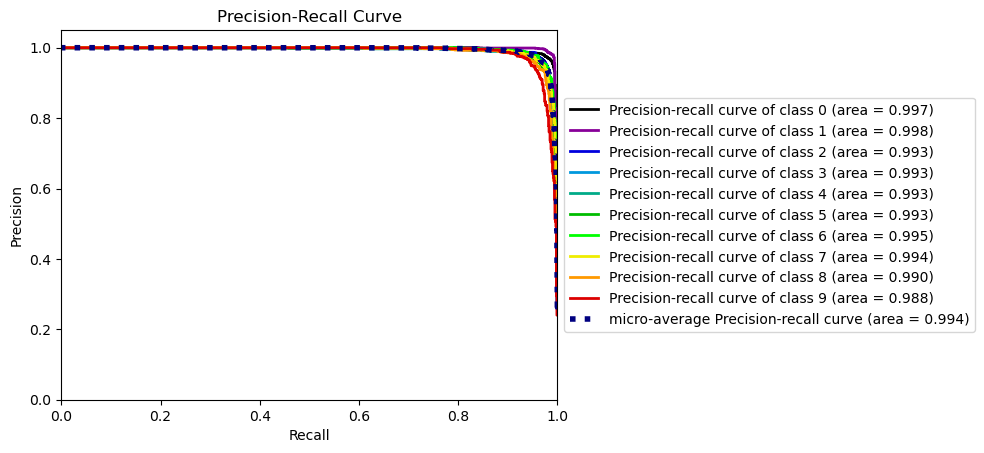 Precision-Recall Curve
1.0
0.8
0.6
0.4
0.2
0.0
Precision
0.0 0.2 0.4 0.6 0.8 1.0
Recall
Precision-recall curve of class 0 (area = 0.997)
Precision-recall curve of class 1 (area = 0.998)
Precision-recall curve of class 2 (area = 0.993)
Precision-recall curve of class 3 (area = 0.993)
Precision-recall curve of class 4 (area = 0.993)
Precision-recall curve of class 5 (area = 0.993)
Precision-recall curve of class 6 (area = 0.995)
Precision-recall curve of class 7 (area = 0.994)
Precision-recall curve of class 8 (area = 0.990)
Precision-recall curve of class 9 (area = 0.988)
micro-average Precision-recall curve (area = 0.994)